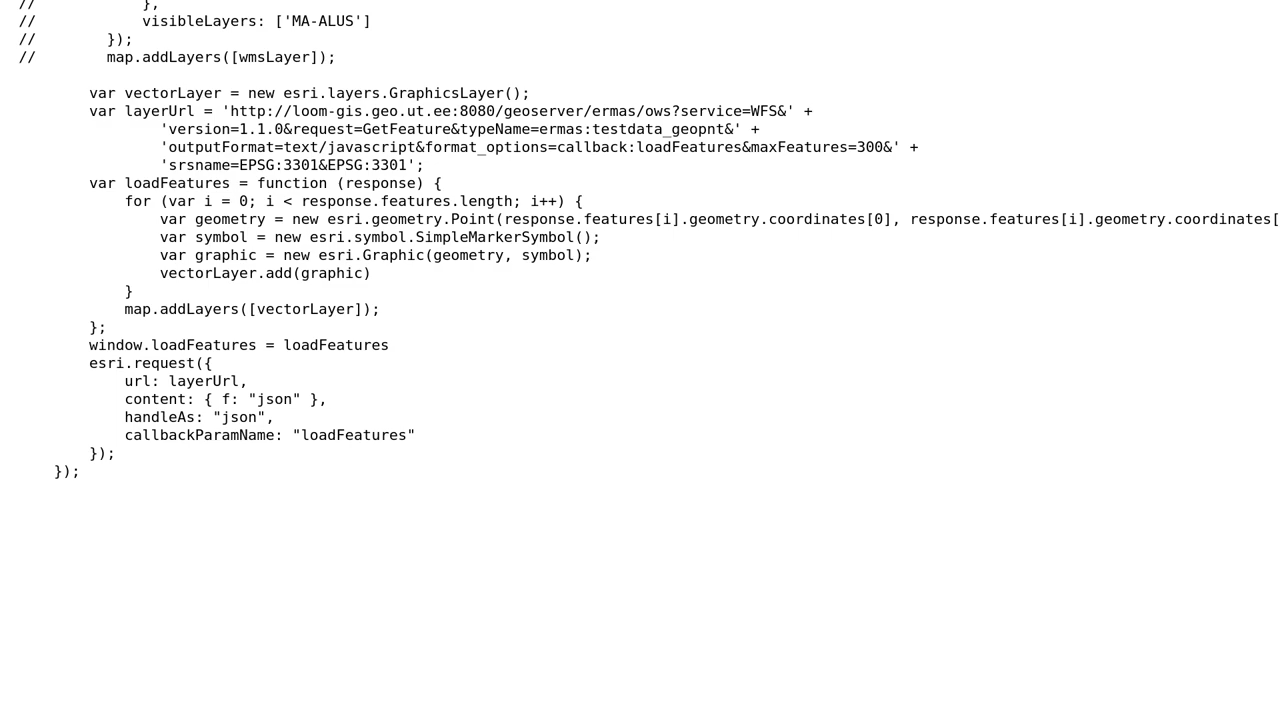 //            },
//            visibleLayers: ['MA-ALUS']
//        });
//        map.addLayers([wmsLayer]);
        var vectorLayer = new esri.layers.GraphicsLayer();
        var layerUrl = 'http://loom-gis.geo.ut.ee:8080/geoserver/ermas/ows?service=WFS&' +
                'version=1.1.0&request=GetFeature&typeName=ermas:testdata_geopnt&' +
                'outputFormat=text/javascript&format_options=callback:loadFeatures&maxFeatures=300&' +
                'srsname=EPSG:3301&EPSG:3301';
        var loadFeatures = function (response) {
            for (var i = 0; i < response.features.length; i++) {
                var geometry = new esri.geometry.Point(response.features[i].geometry.coordinates[0], response.features[i].geometry.coordinates[
                var symbol = new esri.symbol.SimpleMarkerSymbol();
                var graphic = new esri.Graphic(geometry, symbol);
                vectorLayer.add(graphic)
            }
            map.addLayers([vectorLayer]);
        };
        window.loadFeatures = loadFeatures
        esri.request({
            url: layerUrl,
            content: { f: "json" },
            handleAs: "json",
            callbackParamName: "loadFeatures"
        });
    });